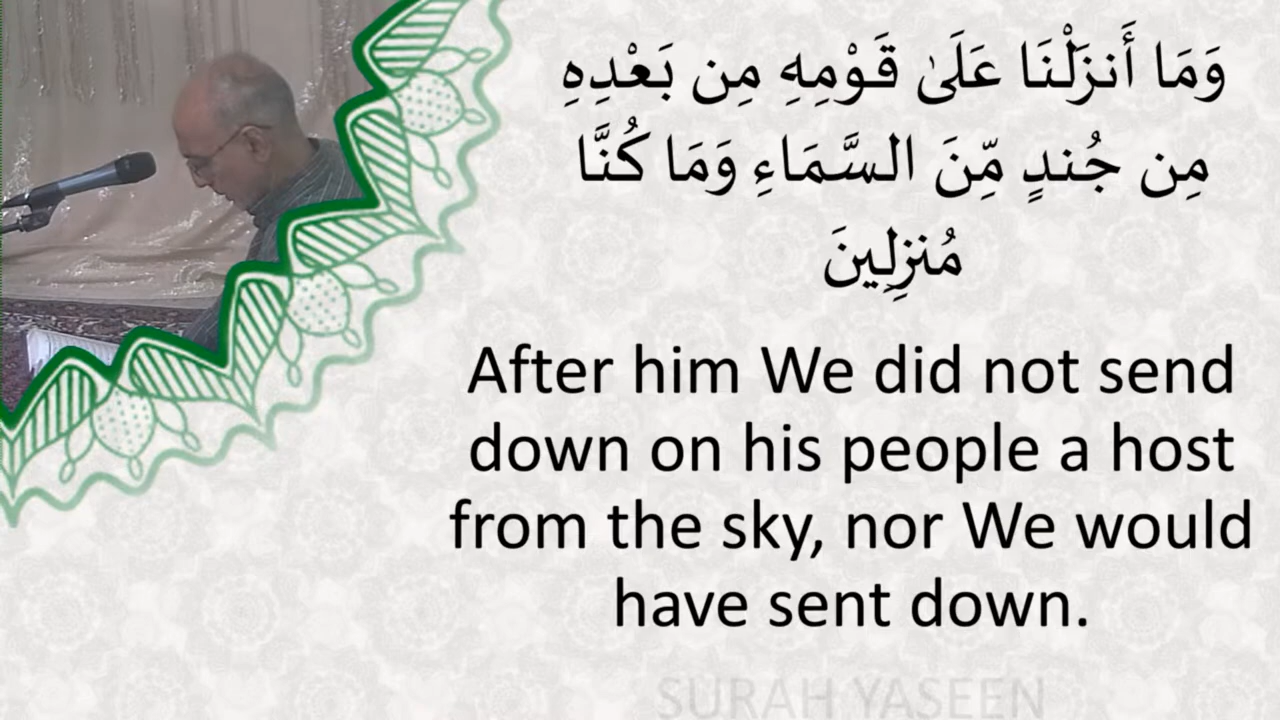 وَمَا أَنزَلْنَا عَلَىٰ قَوْمِهِ مِن بَعْدِهِ
مِن جُندٍ مِّنَ السَّمَاءِ وَمَا كُنَّا
مُنزِلِينَ
After him We did not send
down on his people a host
from the sky, nor We would
have sent down.
SURAH YASEEN